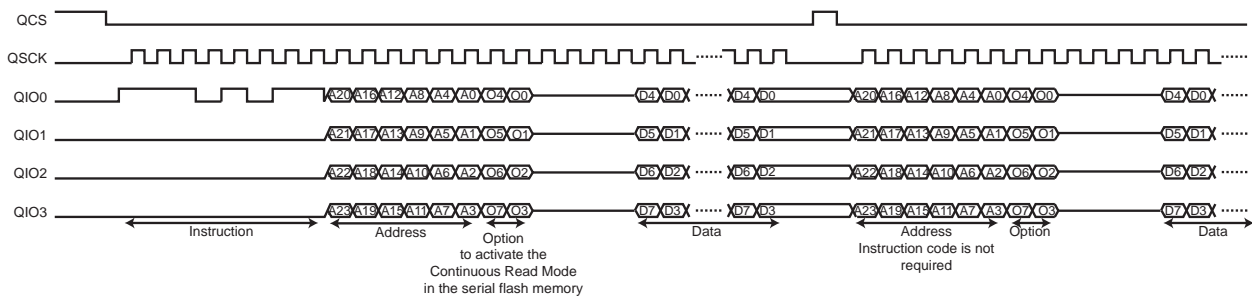 QCS
QSCK
QIO0 A20 A16 A12 A8 A4 A0 O4 O0 D4 D0 D4 D0 A20 A16 A12 A8 A4 A0 O4 O0 D4 D0
QIO1 A21 A17 A13 A9 A5 A1 O5 O1 D5 D1 D5 D1 A21 A17 A13 A9 A5 A1 O5 O1 D5 D1
QIO2 A22 A18 A14 A10 A6 A2 O6 O2 D6 D2 D6 D2 A22 A18 A14 A10 A6 A2 O6 O2 D6 D2
QIO3 A23 A19 A15 A11 A7 A3 O7 O3 D7 D3 D7 D3 A23 A19 A15 A11 A7 A3 O7 O3 D7 D3
Instruction Address Option Data Address Option Data
to activate the
Continuous Read Mode
in the serial flash memory
Instruction code is not
required